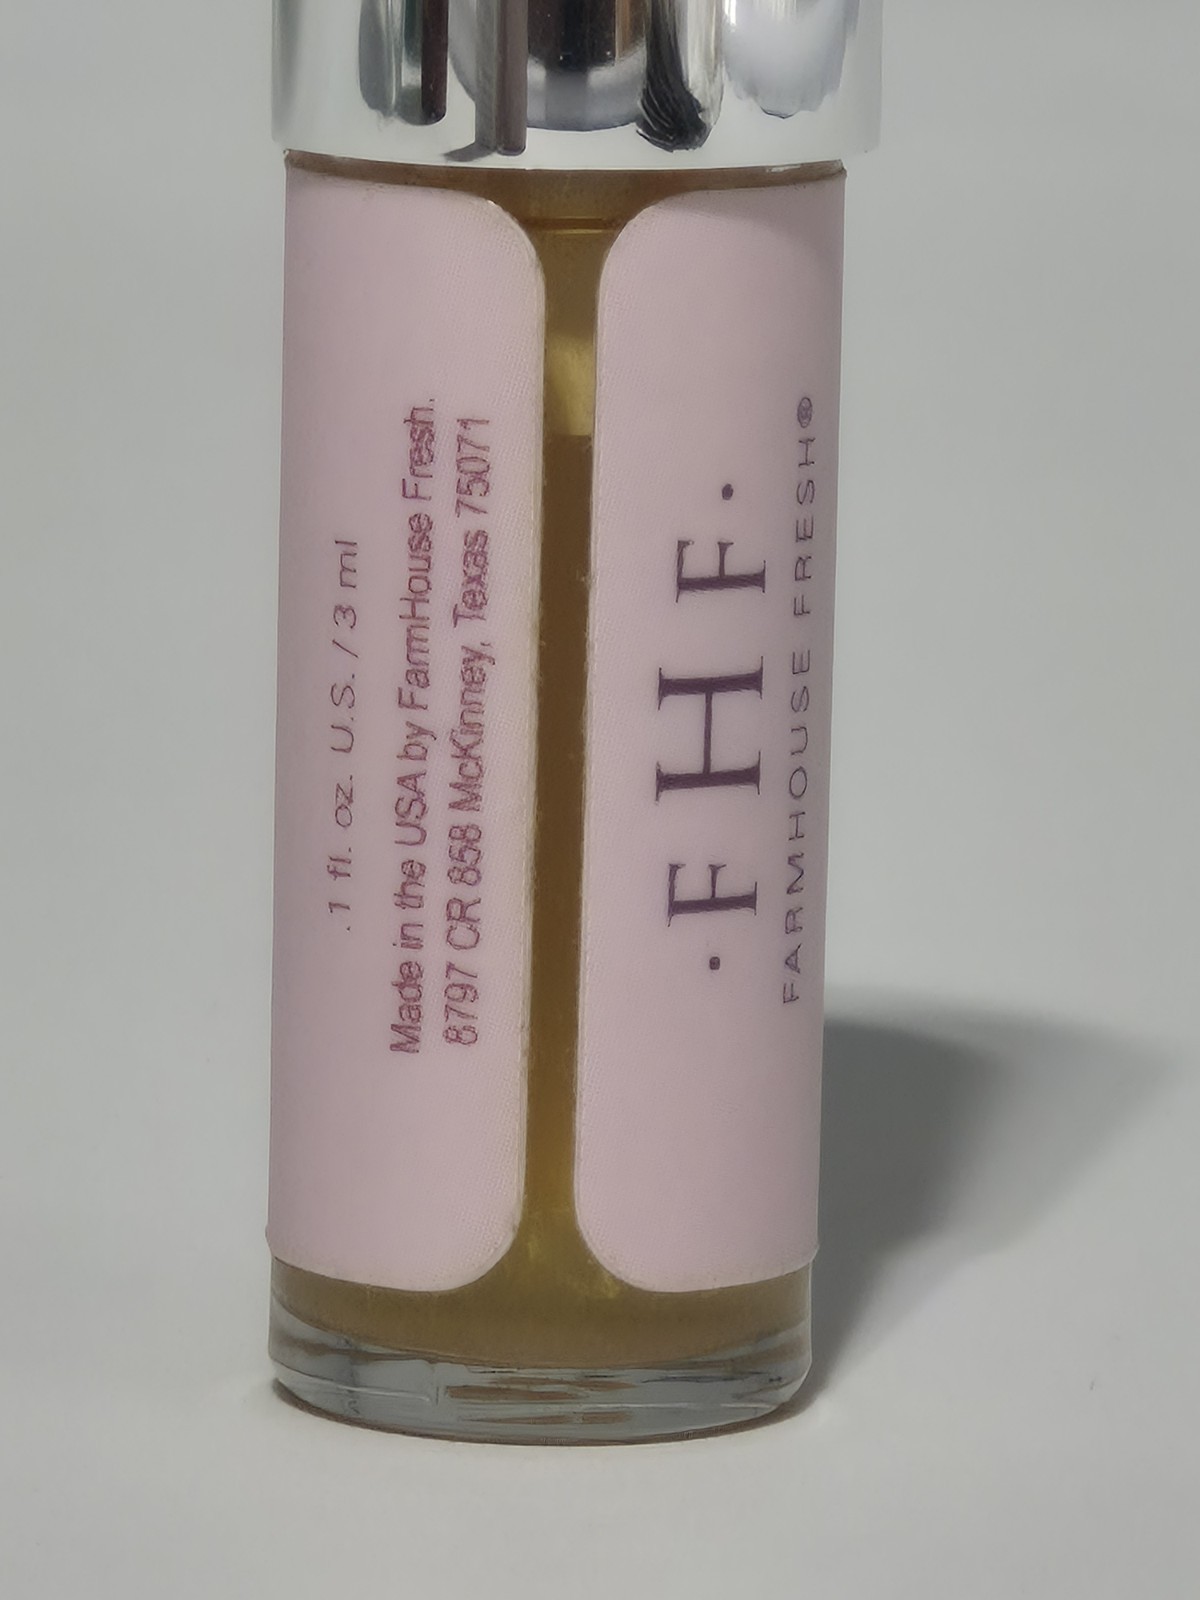 .1 fl. oz. U.S. / 3 ml
Made in the USA by FarmHouse Fresh.
8797 CR 858 McKinney, Texas 75071
·FHF·
FARMHOUSE FRESH®